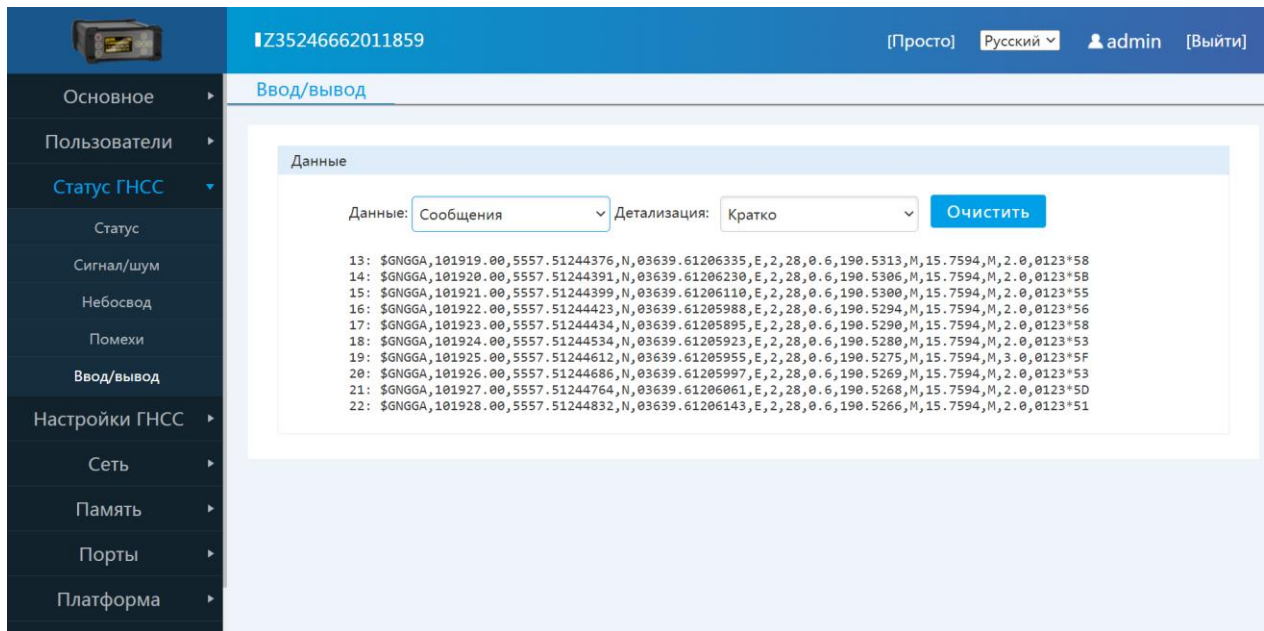 Z35246662011859 [Просто] Русский admin [Выйти]
Основное
Пользователи
Статус ГНСС
Статус
Сигнал/шум
Небосвод
Помехи
Ввод/вывод
Настройки ГНСС
Сеть
Память
Порты
Платформа
Ввод/вывод
Данные
Данные: Сообщения Детализация: Кратко Очистить
13: $GNGGA,101919.00,5557.51244376,N,03639.61206335,E,2,28,0.6,190.5313,M,15.7594,M,2.0,0123*58
14: $GNGGA,101920.00,5557.51244391,N,03639.61206230,E,2,28,0.6,190.5306,M,15.7594,M,2.0,0123*5B
15: $GNGGA,101921.00,5557.51244399,N,03639.61206110,E,2,28,0.6,190.5300,M,15.7594,M,2.0,0123*55
16: $GNGGA,101922.00,5557.51244423,N,03639.61205988,E,2,28,0.6,190.5294,M,15.7594,M,2.0,0123*56
17: $GNGGA,101923.00,5557.51244434,N,03639.61205895,E,2,28,0.6,190.5290,M,15.7594,M,2.0,0123*58
18: $GNGGA,101924.00,5557.51244534,N,03639.61205923,E,2,28,0.6,190.5280,M,15.7594,M,2.0,0123*53
19: $GNGGA,101925.00,5557.51244612,N,03639.61205955,E,2,28,0.6,190.5275,M,15.7594,M,3.0,0123*5F
20: $GNGGA,101926.00,5557.51244686,N,03639.61205997,E,2,28,0.6,190.5269,M,15.7594,M,2.0,0123*53
21: $GNGGA,101927.00,5557.51244764,N,03639.61206061,E,2,28,0.6,190.5268,M,15.7594,M,2.0,0123*5D
22: $GNGGA,101928.00,5557.51244832,N,03639.61206143,E,2,28,0.6,190.5266,M,15.7594,M,2.0,0123*51